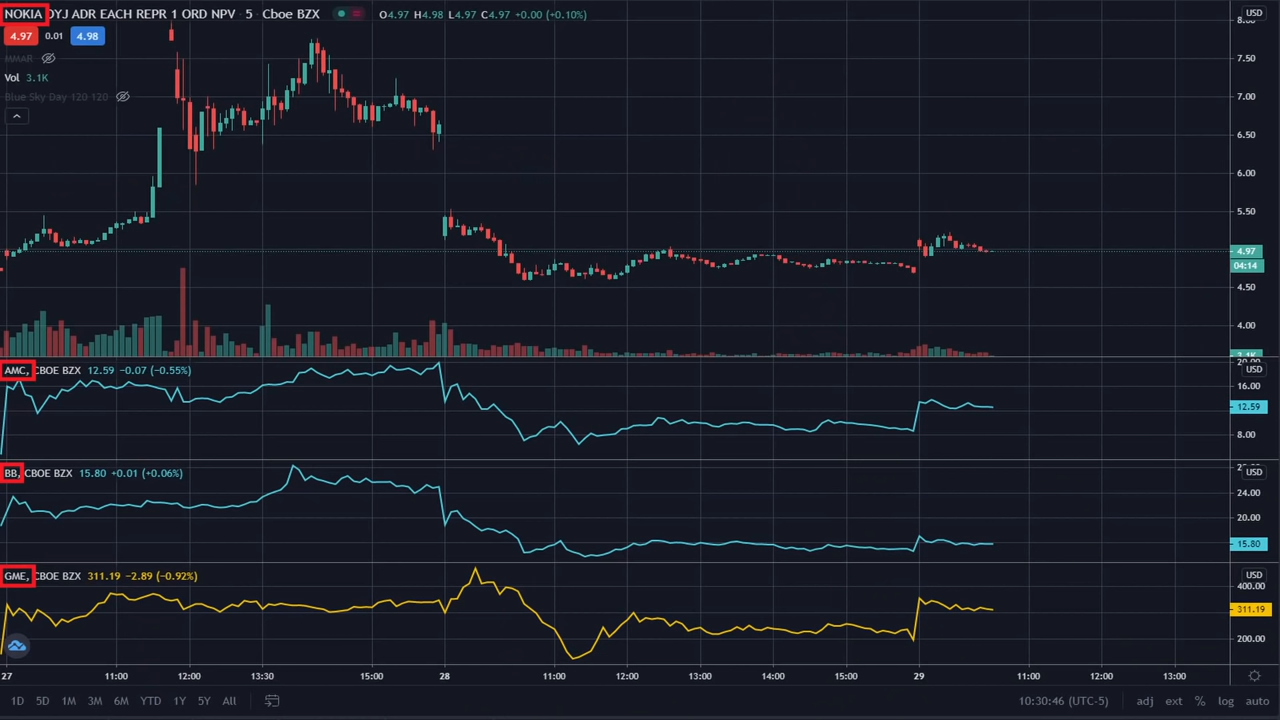 NOKIA OYJ ADR EACH REPR 1 ORD NPV · 5 · Cboe BZX O4.97 H4.98 L4.97 C4.97 +0.00 (+0.10%)
4.97 0.01 4.98
MMAR
Vol 3.1K
Blue Sky Day 120 120
USD
8.00
7.50
7.00
6.50
6.00
5.50
4.97
04:14
4.50
4.00
3.1K
AMC, CBOE BZX 12.59 −0.07 (−0.55%)
20.00
USD
16.00
12.59
8.00
BB, CBOE BZX 15.80 +0.01 (+0.06%)
USD
24.00
20.00
15.80
GME, CBOE BZX 311.19 −2.89 (−0.92%)
USD
400.00
311.19
200.00
27 11:00 12:00 13:30 15:00 28 11:00 12:00 13:00 14:00 15:00 29 11:00 12:00 13:00
1D 5D 1M 3M 6M YTD 1Y 5Y All 10:30:46 (UTC-5) adj ext % log auto